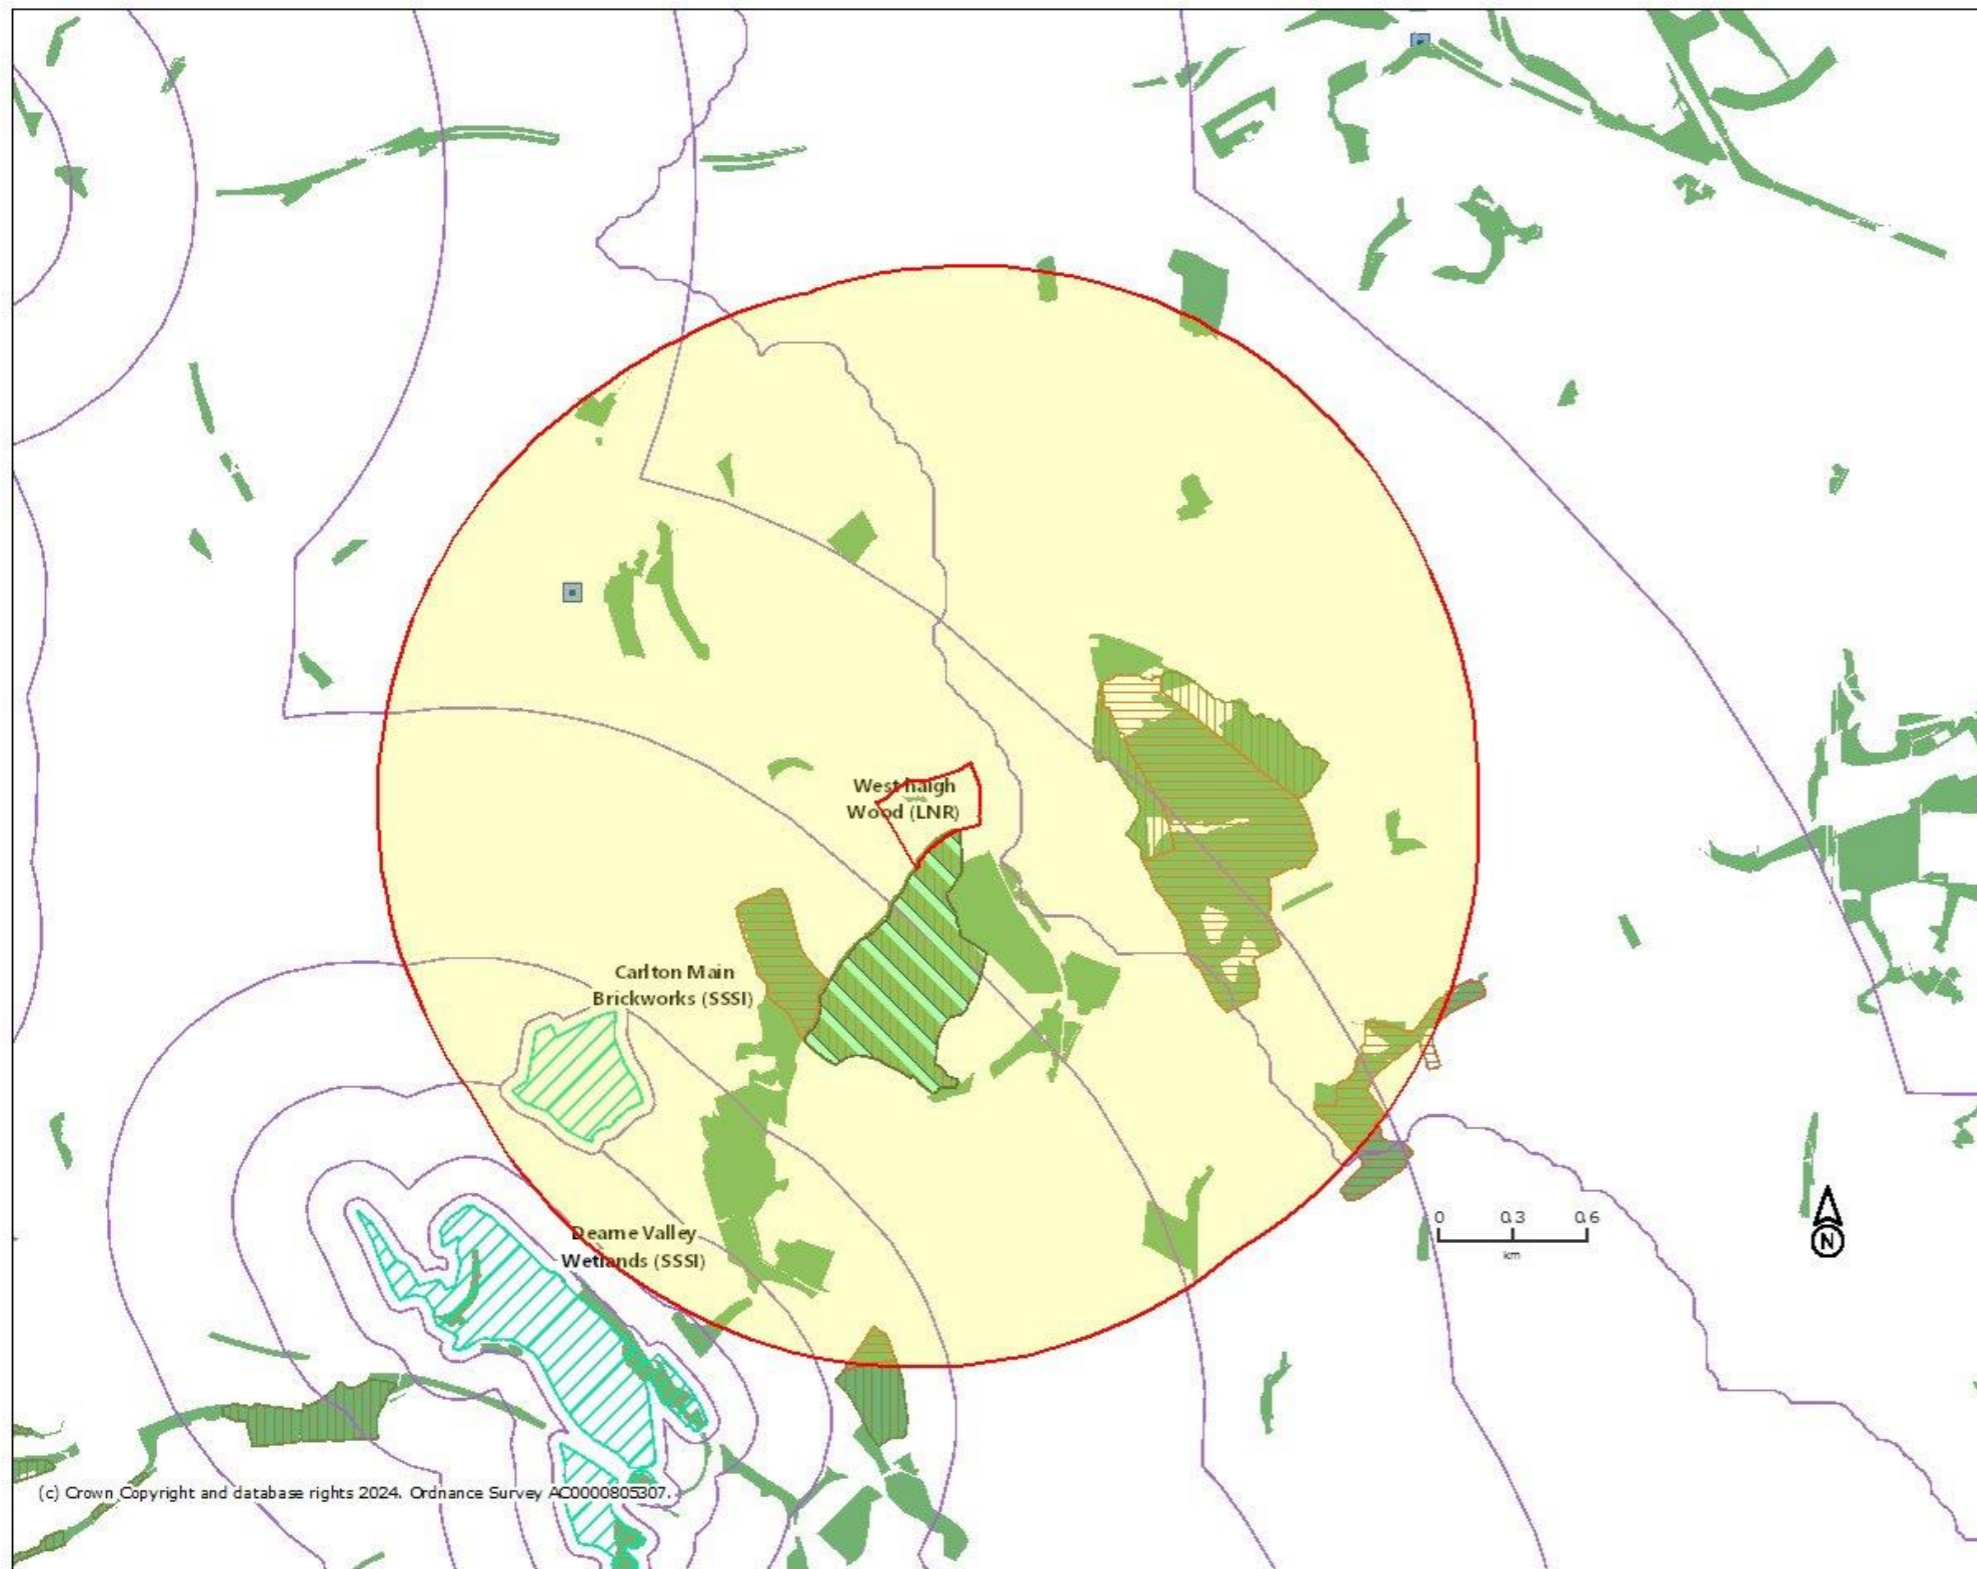 West haigh
Wood (LNR)
Carlton Main
Brickworks (SSSI)
Dearne Valley
Wetlands (SSSI)
0 0.3 0.6
km
N
(c) Crown Copyright and database rights 2024. Ordnance Survey AC0000805307.